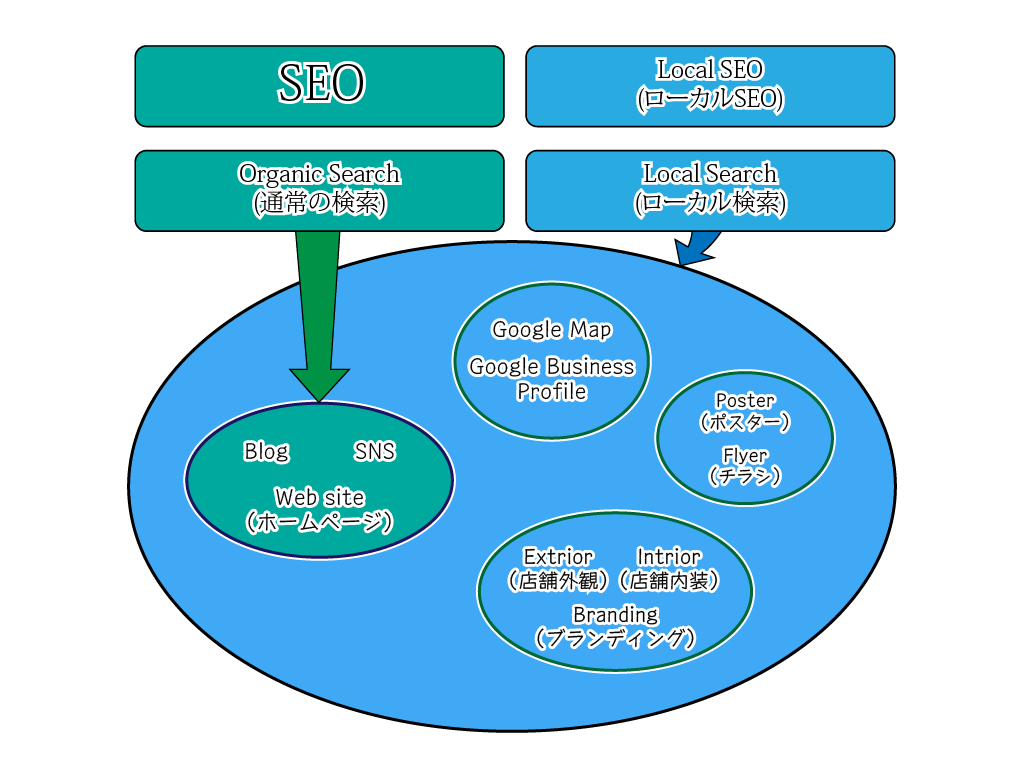 SEO
Local SEO
(ローカルSEO)
Organic Search
(通常の検索)
Local Search
(ローカル検索)
Google Map
Google Business
Profile
Poster
(ポスター)
Flyer
(チラシ)
Blog
SNS
Web site
(ホームページ)
Extrior
(店舗外観)
Intrior
(店舗内装)
Branding
(ブランディング)